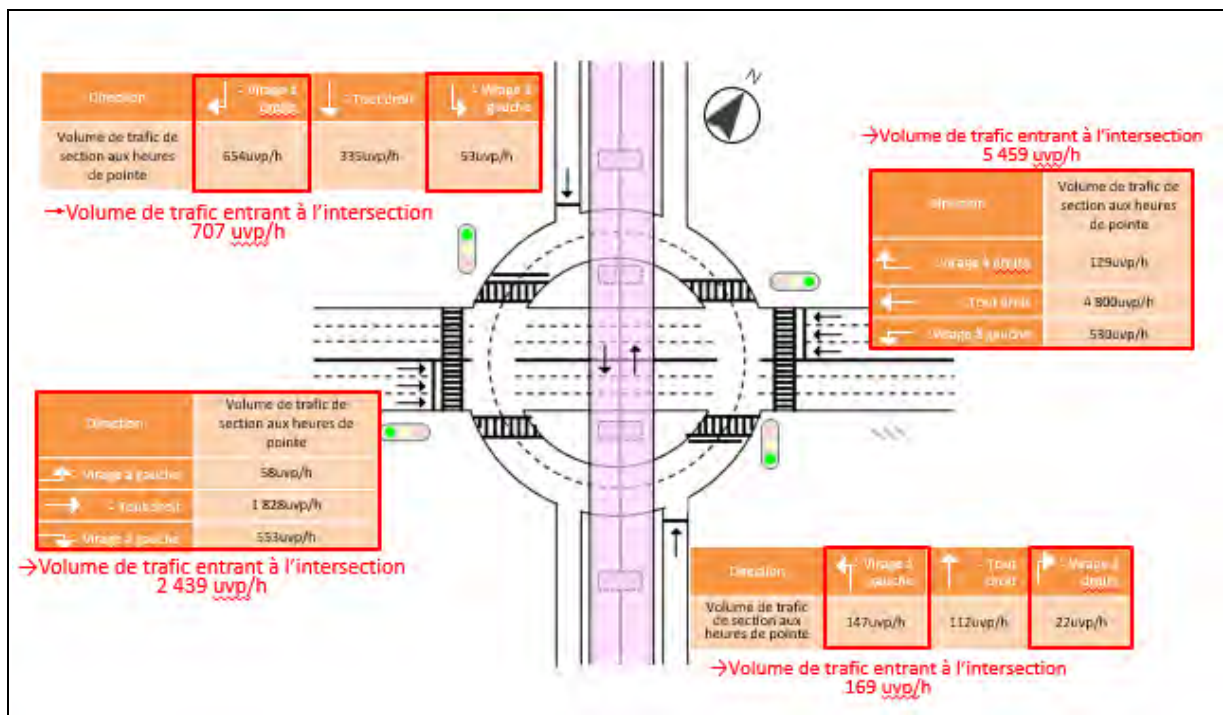 Direction
- Virage à
droite
- Tout droit
- Virage à
gauche
Volume de trafic de
section aux heures
de pointe
654uvp/h
335uvp/h
53uvp/h
→Volume de trafic entrant à l'intersection
707 uvp/h
N
→Volume de trafic entrant à l'intersection
5 459 uvp/h
Direction
Volume de trafic de
section aux heures
de pointe
- Virage à droite
129uvp/h
- Tout droit
4 800uvp/h
- Virage à gauche
530uvp/h
Direction
Volume de trafic de
section aux heures de
pointe
- Virage à gauche
58uvp/h
- Tout droit
1 828uvp/h
- Virage à gauche
553uvp/h
→Volume de trafic entrant à l'intersection
2 439 uvp/h
Direction
- Virage à
gauche
- Tout
droit
- Virage à
droite
Volume de trafic
de section aux
heures de pointe
147uvp/h
112uvp/h
22uvp/h
→Volume de trafic entrant à l'intersection
169 uvp/h